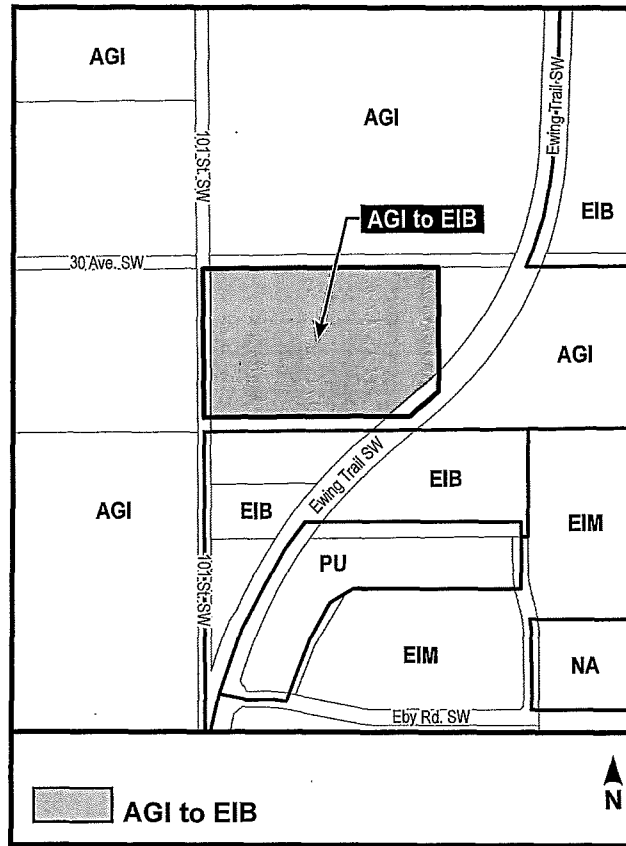 AGI
101 St. SW
AGI
Ewing Trail SW
EIB
AGI to EIB
30 Ave. SW
AGI
Ewing Trail SW
EIB
AGI
EIB
EIM
PU
101 St. SW
EIM
NA
Eby Rd. SW
AGI to EIB
N